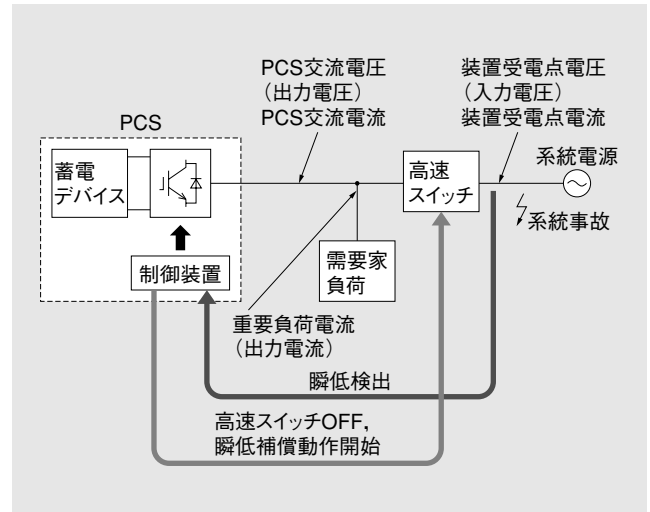 PCS交流電圧
（出力電圧）
PCS交流電流
装置受電点電圧
（入力電圧）
装置受電点電流
PCS
蓄電
デバイス
高速
スイッチ
系統電源
系統事故
制御装置
需要家
負荷
重要負荷電流
（出力電流）
瞬低検出
高速スイッチOFF，
瞬低補償動作開始